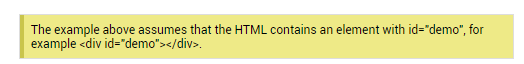 The example above assumes that the HTML contains an element with id="demo", for
example <div id="demo"></div>.